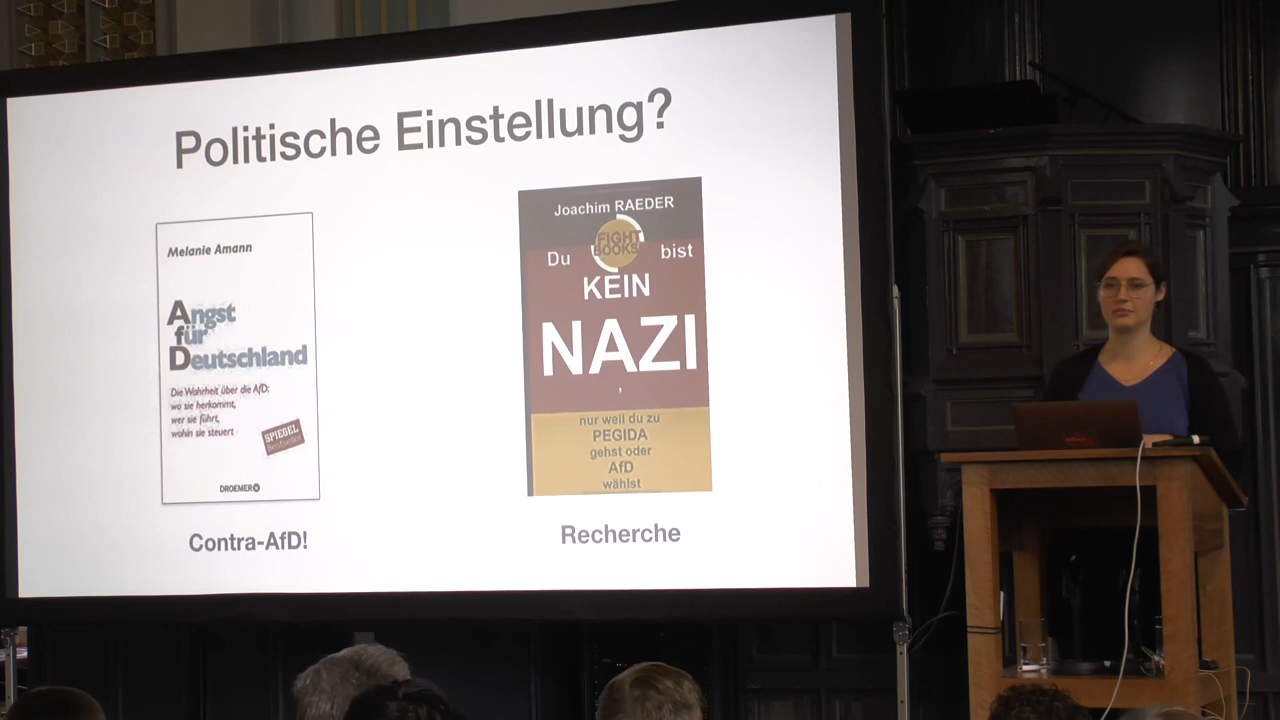 Politische Einstellung?
Melanie Amann
Angst
für
Deutschland
Die Wahrheit über die AfD:
wo sie herkommt,
wer sie führt,
wohin sie steuert
SPIEGEL
Bestseller
DROEMER
Contra-AfD!
Joachim RAEDER
FIGHT
BOOKS
Du bist
KEIN
NAZI
,
nur weil du zu
PEGIDA
gehst oder
AfD
wählst
Recherche